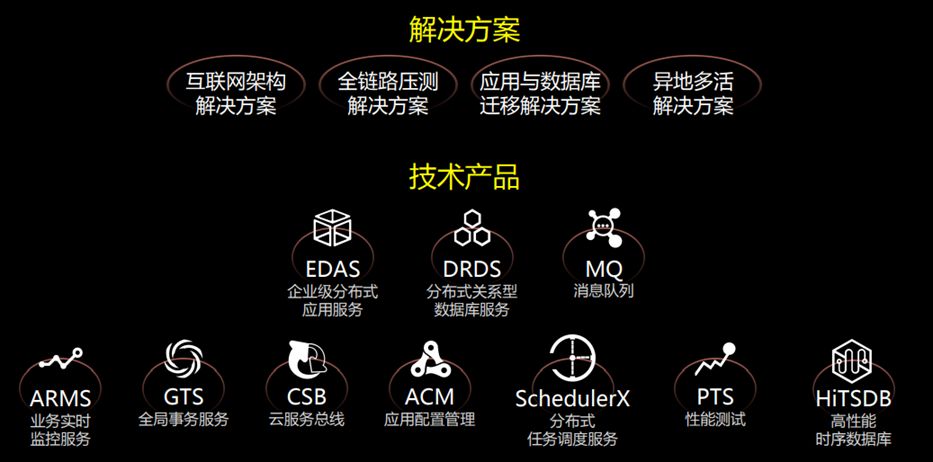 解决方案
互联网架构
解决方案
全链路压测
解决方案
应用与数据库
迁移解决方案
异地多活
解决方案
技术产品
EDAS
企业级分布式
应用服务
DRDS
分布式关系型
数据库服务
MQ
消息队列
ARMS
业务实时
监控服务
GTS
全局事务服务
CSB
云服务总线
ACM
应用配置管理
SchedulerX
分布式
任务调度服务
PTS
性能测试
HiTSDB
高性能
时序数据库